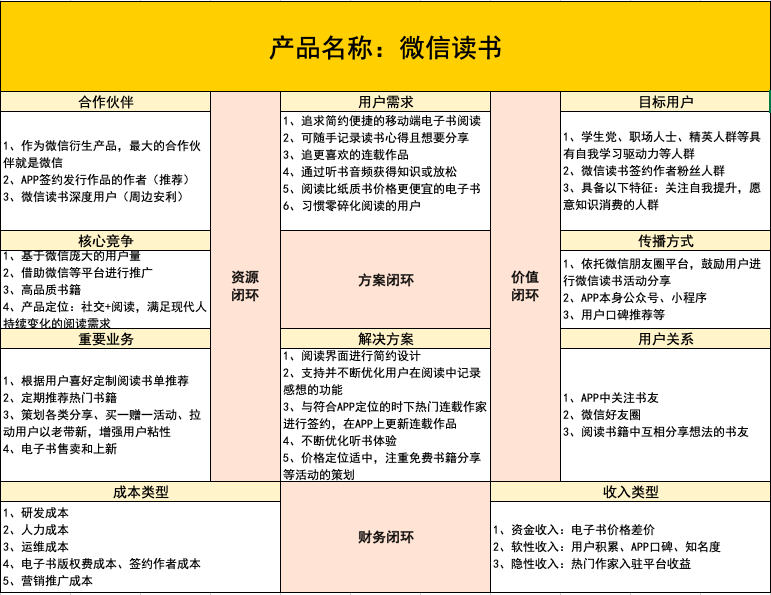 产品名称：微信读书
合作伙伴
1、作为微信衍生产品，最大的合作伙
伴就是微信
2、APP签约发行作品的作者（推荐）
3、微信读书深度用户（周边安利）
核心竞争
1、基于微信庞大的用户量
2、借助微信等平台进行推广
3、高品质书籍
4、产品定位：社交+阅读，满足现代人
持续变化的阅读需求
重要业务
1、根据用户喜好定制阅读书单推荐
2、定期推荐热门书籍
3、策划各类分享、买一赠一活动、拉
动用户以老带新，增强用户粘性
4、电子书售卖和上新
资源
闭环
用户需求
1、追求简约便捷的移动端电子书阅读
2、可随手记录读书心得且想要分享
3、追更喜欢的连载作品
4、通过听书音频获得知识或放松
5、阅读比纸质书价格更便宜的电子书
6、习惯零碎化阅读的用户
方案闭环
解决方案
1、阅读界面进行简约设计
2、支持并不断优化用户在阅读中记录
感想的功能
3、与符合APP定位的时下热门连载作家
进行签约，在APP上更新连载作品
4、不断优化听书体验
5、价格定位适中，注重免费书籍分享
等活动的策划
价值
闭环
目标用户
1、学生党、职场人士、精英人群等具
有自我学习驱动力等人群
2、微信读书签约作者粉丝人群
3、具备以下特征：关注自我提升，愿
意知识消费的人群
传播方式
1、依托微信朋友圈平台，鼓励用户进
行微信读书活动分享
2、APP本身公众号、小程序
3、用户口碑推荐等
用户关系
1、APP中关注书友
2、微信好友圈
3、阅读书籍中互相分享想法的书友
成本类型
1、研发成本
2、人力成本
3、运维成本
4、电子书版权费成本、签约作者成本
5、营销推广成本
财务闭环
收入类型
1、资金收入：电子书价格差价
2、软性收入：用户积累、APP口碑、知名度
3、隐性收入：热门作家入驻平台收益